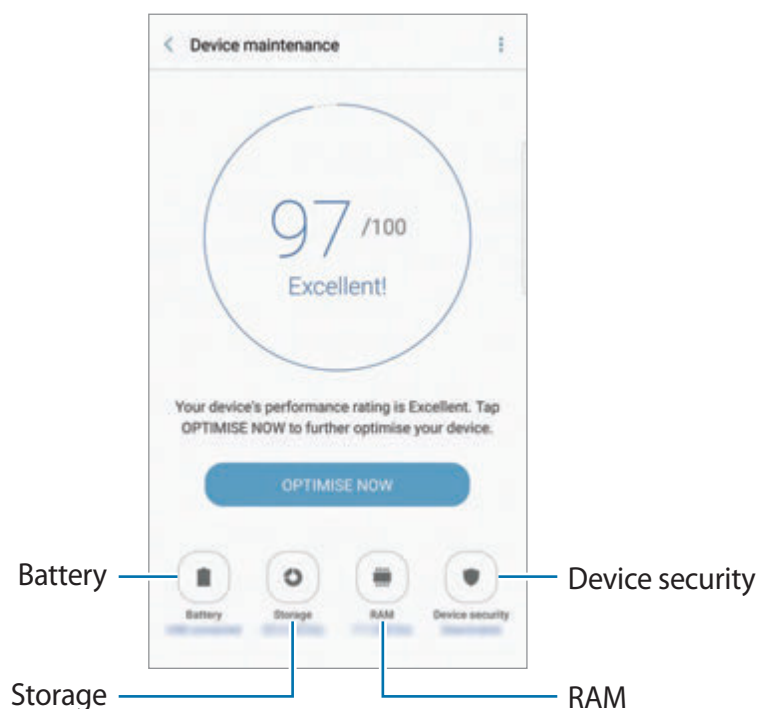 Device maintenance
97 /100
Excellent!
Your device's performance rating is Excellent. Tap
OPTIMISE NOW to further optimise your device.
OPTIMISE NOW
Battery
Device security
Battery Storage RAM Device security
Storage
RAM